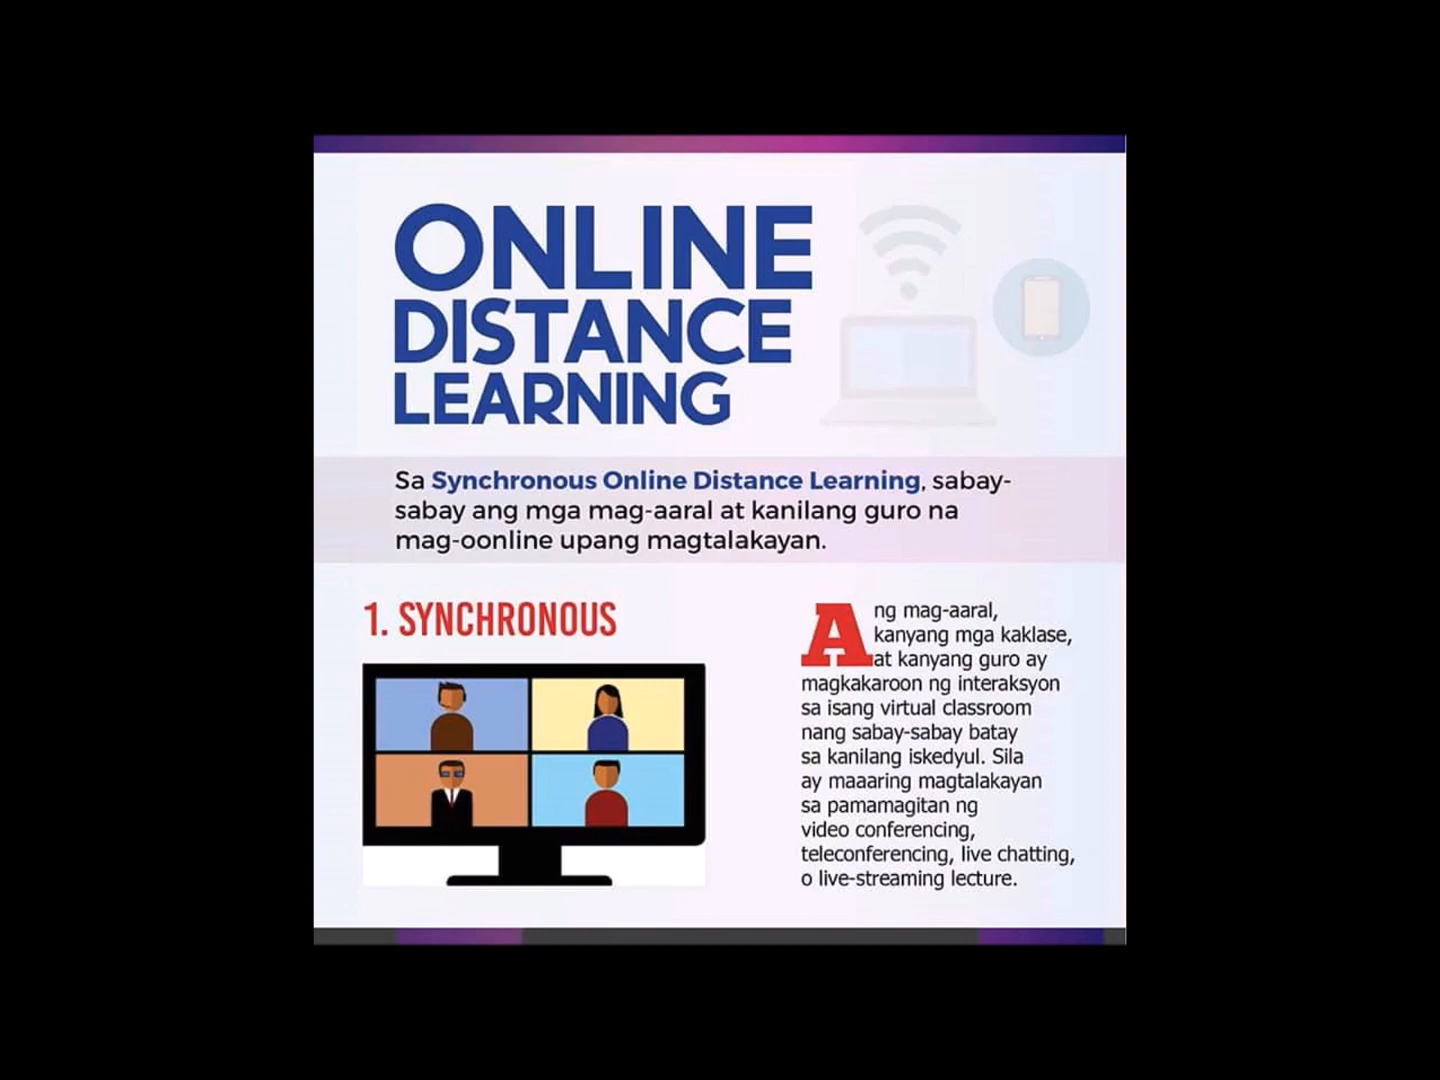 ONLINE
DISTANCE
LEARNING
Sa Synchronous Online Distance Learning, sabay-
sabay ang mga mag-aaral at kanilang guro na
mag-oonline upang magtalakayan.
1. SYNCHRONOUS
Ang mag-aaral,
kanyang mga kaklase,
at kanyang guro ay
magkakaroon ng interaksyon
sa isang virtual classroom
nang sabay-sabay batay
sa kanilang iskedyul. Sila
ay maaaring magtalakayan
sa pamamagitan ng
video conferencing,
teleconferencing, live chatting,
o live-streaming lecture.